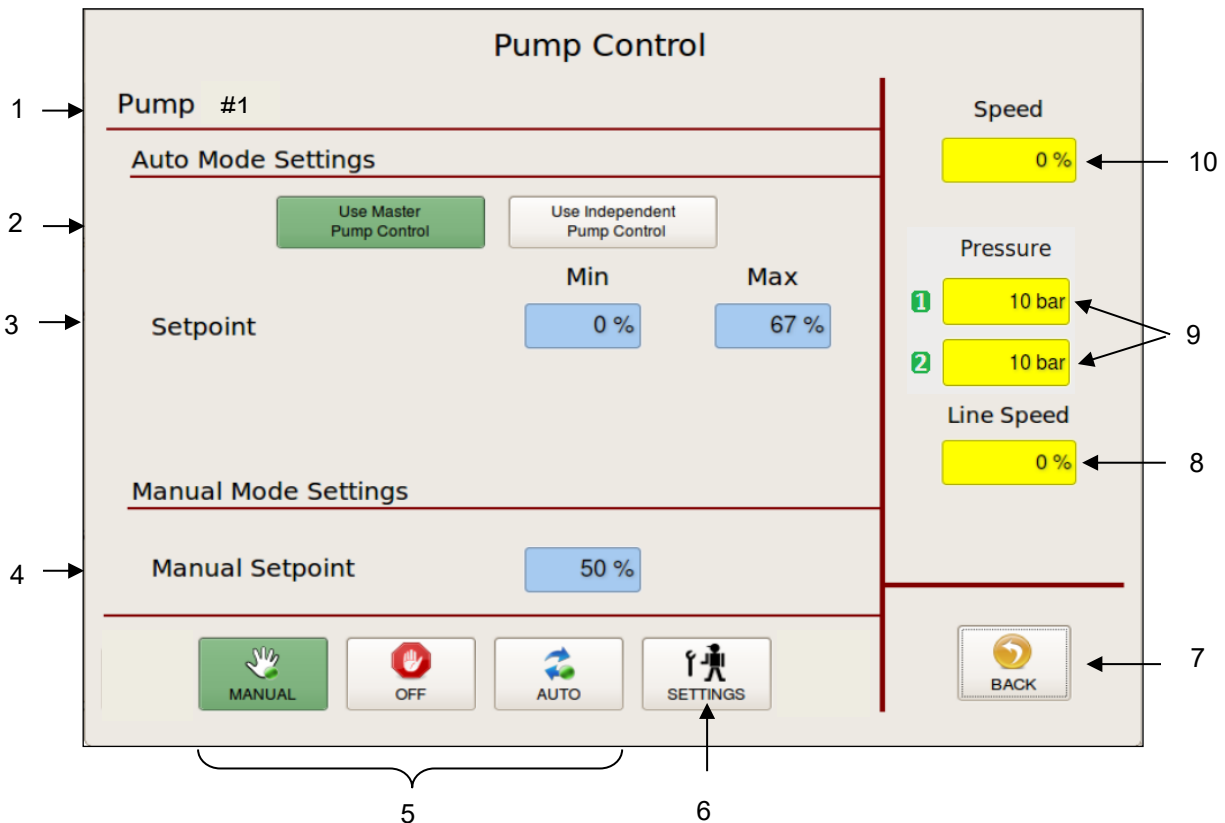 Pump Control
1
Pump #1
Speed
Auto Mode Settings
0 %
10
2
Use Master
Pump Control
Use Independent
Pump Control
Pressure
Min
Max
1
10 bar
3
Setpoint
0 %
67 %
9
2
10 bar
Line Speed
0 %
8
Manual Mode Settings
4
Manual Setpoint
50 %
MANUAL
OFF
AUTO
SETTINGS
BACK
7
5
6